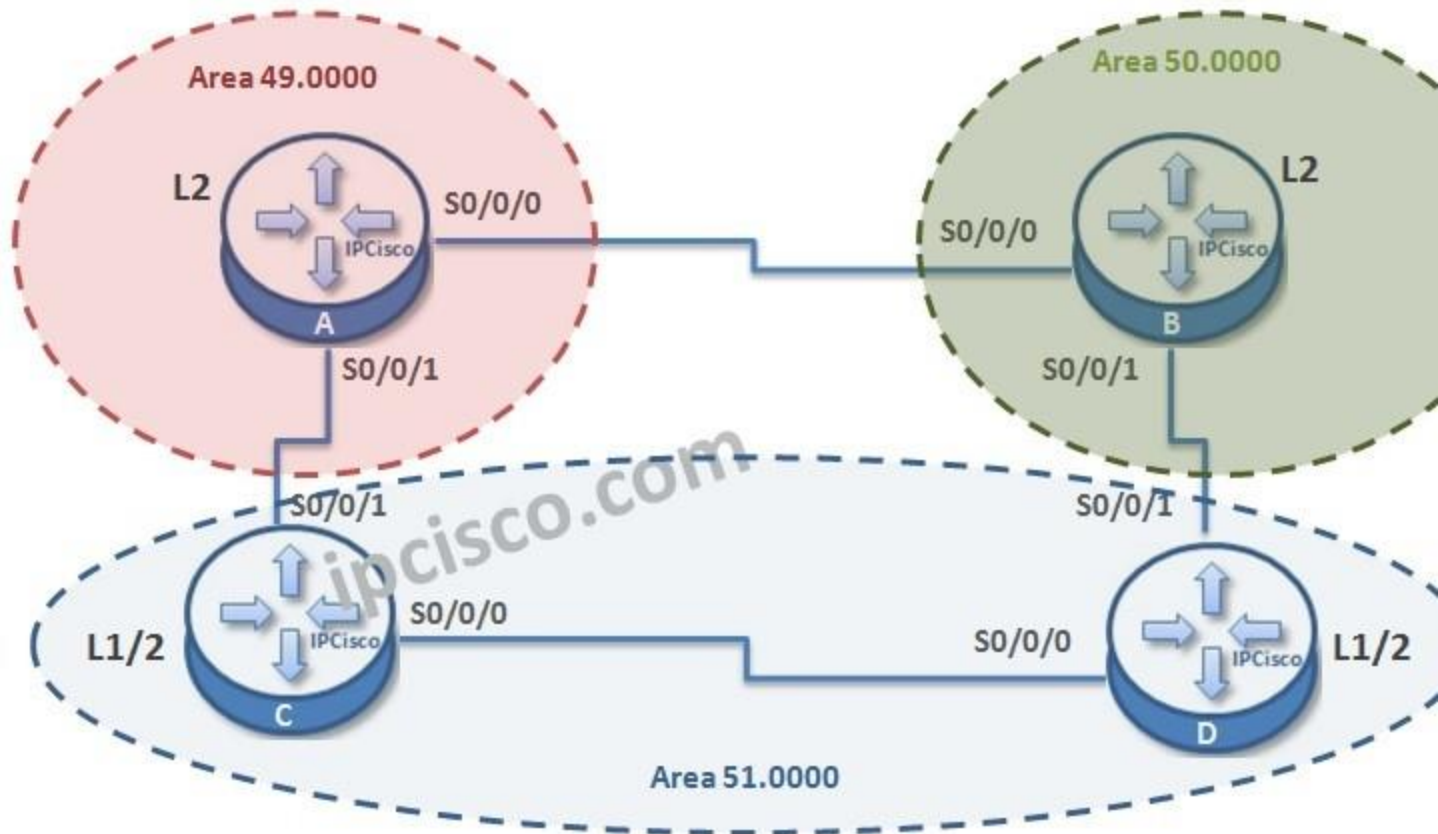 Area 49.0000
Area 50.0000
L2
S0/0/0
IPCisco
A
S0/0/1
L2
S0/0/0
IPCisco
B
S0/0/1
ipcisco.com
S0/0/1
L1/2
S0/0/0
IPCisco
C
S0/0/1
S0/0/0
L1/2
IPCisco
D
Area 51.0000